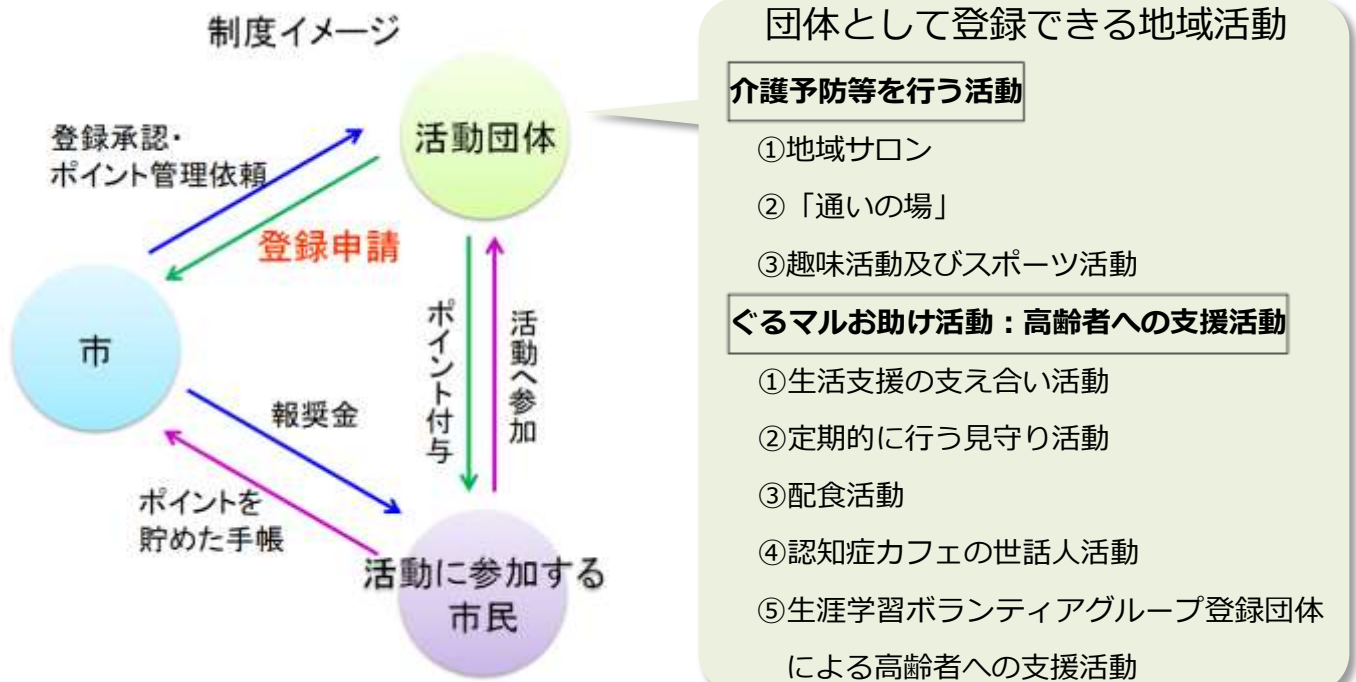 制度イメージ
登録承認・
ポイント管理依頼
活動団体
登録申請
市
ポイント付与
活動へ参加
報奨金
ポイントを
貯めた手帳
活動に参加する
市民
団体として登録できる地域活動
介護予防等を行う活動
①地域サロン
②「通いの場」
③趣味活動及びスポーツ活動
ぐるマルお助け活動：高齢者への支援活動
①生活支援の支え合い活動
②定期的に行う見守り活動
③配食活動
④認知症カフェの世話人活動
⑤生涯学習ボランティアグループ登録団体
による高齢者への支援活動